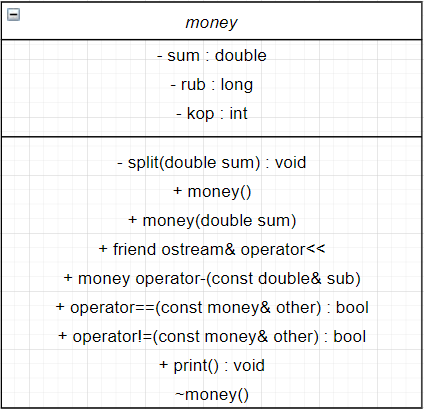 money
- sum : double
- rub : long
- kop : int
- split(double sum) : void
+ money()
+ money(double sum)
+ friend ostream& operator<<
+ money operator-(const double& sub)
+ operator==(const money& other) : bool
+ operator!=(const money& other) : bool
+ print() : void
~money()